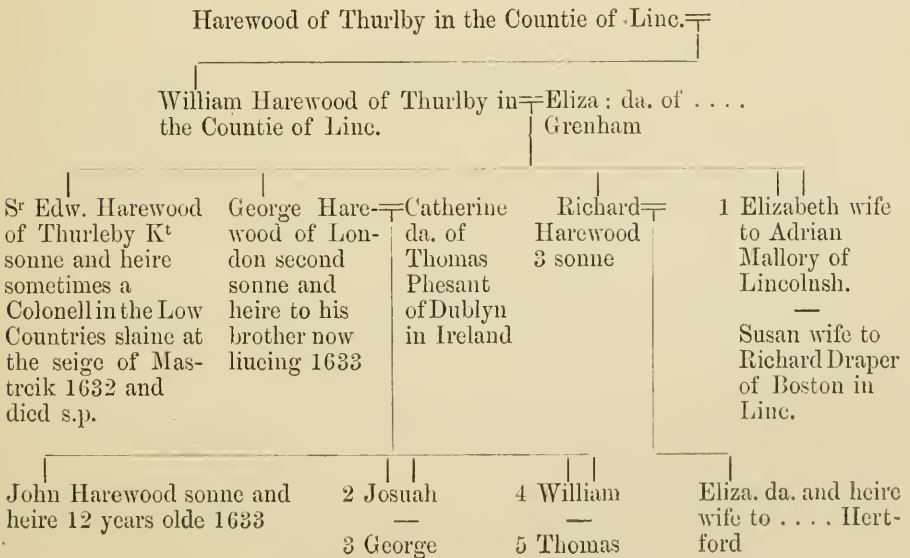 Harewood of Thurlby in the Countie of Linc.
William Harewood of Thurlby in
the Countie of Linc.
Eliza : da. of . . . .
Grenham
Sʳ Edw. Harewood
of Thurleby Kᵗ
sonne and heire
sometimes a
Colonell in the Low
Countries slaine at
the seige of Mas-
treik 1632 and
died s.p.
George Hare-
wood of Lon-
don second
sonne and
heire to his
brother now
liueing 1633
Catherine
da. of
Thomas
Phesant
of Dublyn
in Ireland
Richard
Harewood
3 sonne
1 Elizabeth wife
to Adrian
Mallory of
Lincolnsh.
—
Susan wife to
Richard Draper
of Boston in
Linc.
John Harewood sonne and
heire 12 years olde 1633
2 Josuah
—
3 George
4 William
—
5 Thomas
Eliza. da. and heire
wife to . . . . Hert-
ford